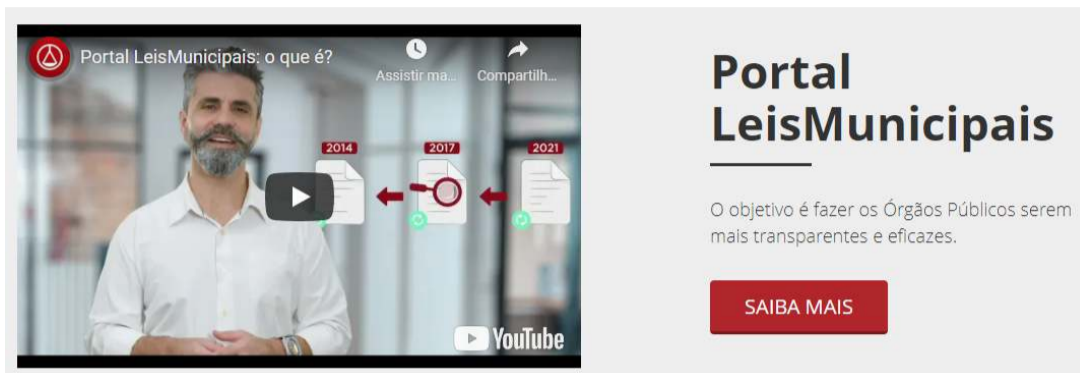 Portal LeisMunicipais: o que é?
Assistir ma...
Compartilh...
2014
2017
2021
YouTube
Portal
LeisMunicipais
O objetivo é fazer os Órgãos Públicos serem
mais transparentes e eficazes.
SAIBA MAIS